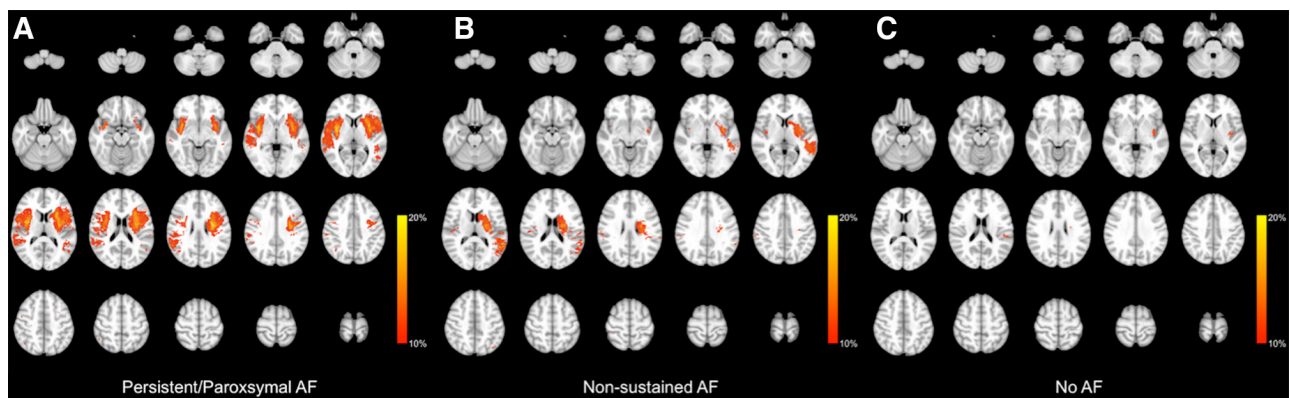 A
B
C
20%
10%
20%
10%
20%
10%
Persistent/Paroxsymal AF
Non-sustained AF
No AF